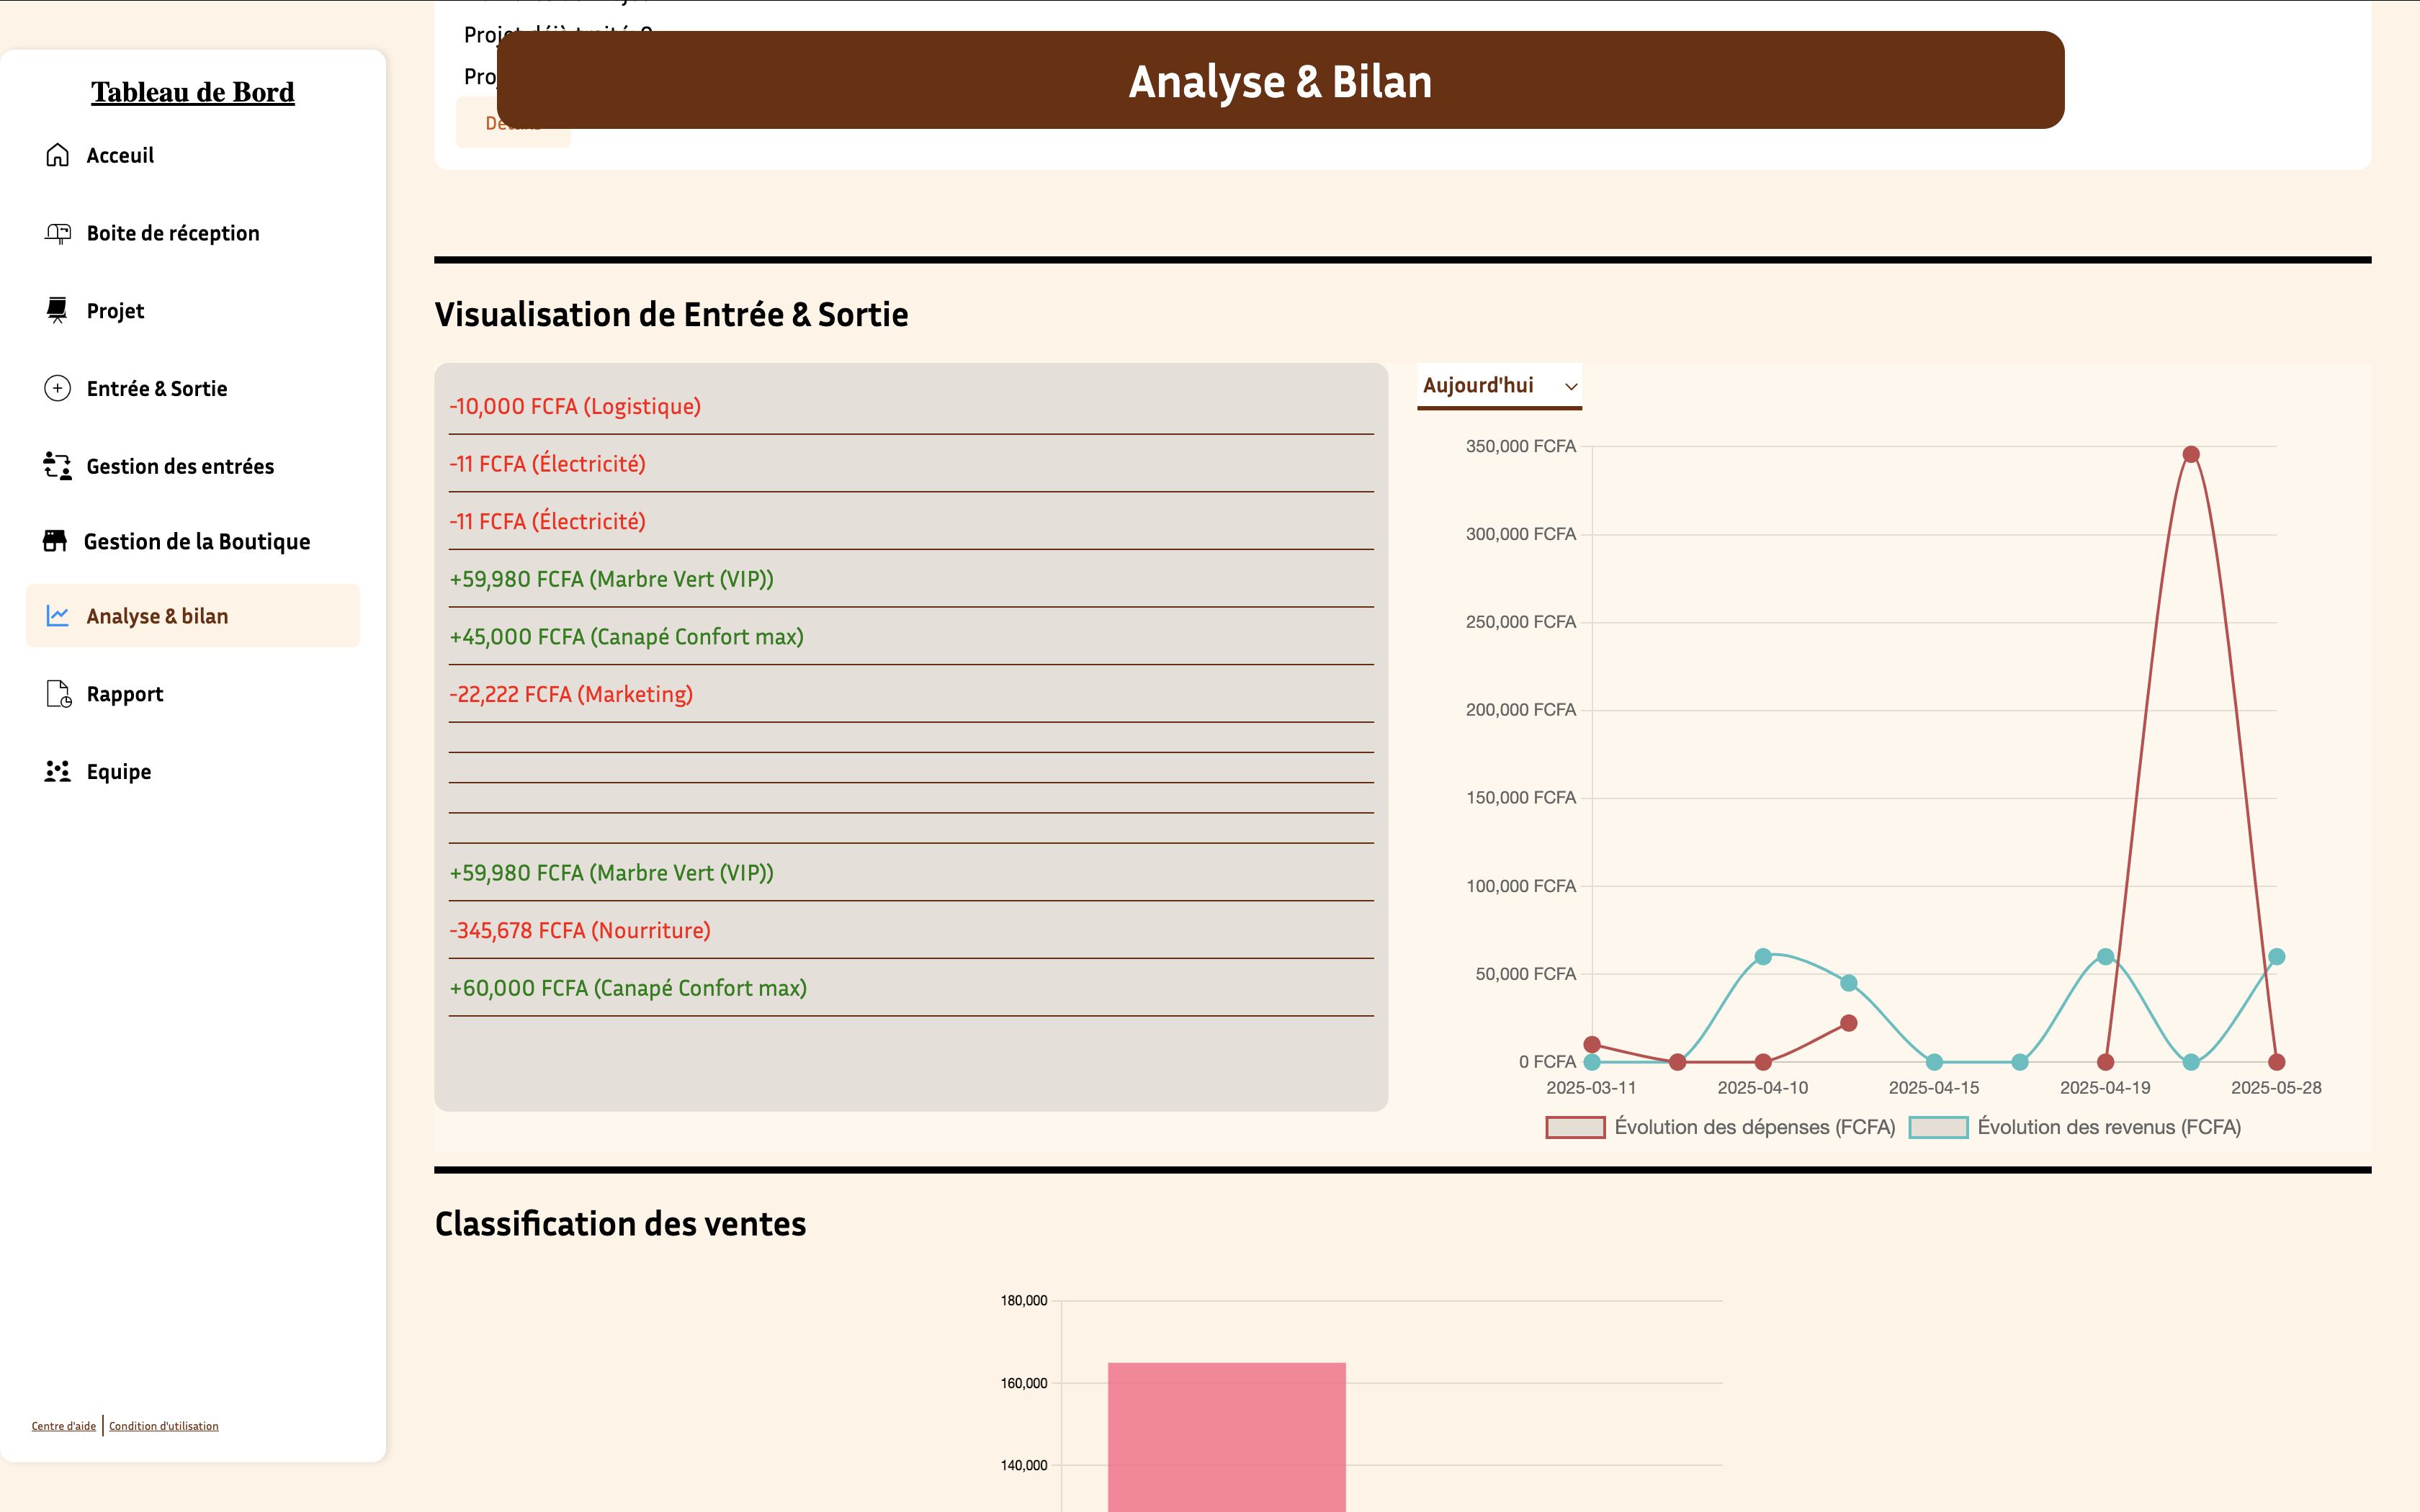 Tableau de Bord
Acceuil
Boite de réception
Projet
Entrée & Sortie
Gestion des entrées
Gestion de la Boutique
Analyse & bilan
Rapport
Equipe
Centre d'aide
Condition d'utilisation
Analyse & Bilan
Visualisation de Entrée & Sortie
-10,000 FCFA (Logistique)
-11 FCFA (Électricité)
-11 FCFA (Électricité)
+59,980 FCFA (Marbre Vert (VIP))
+45,000 FCFA (Canapé Confort max)
-22,222 FCFA (Marketing)
+59,980 FCFA (Marbre Vert (VIP))
-345,678 FCFA (Nourriture)
+60,000 FCFA (Canapé Confort max)
Aujourd'hui
350,000 FCFA
300,000 FCFA
250,000 FCFA
200,000 FCFA
150,000 FCFA
100,000 FCFA
50,000 FCFA
0 FCFA
2025-03-11 2025-04-10 2025-04-15 2025-04-19 2025-05-28
Évolution des dépenses (FCFA) Évolution des revenus (FCFA)
Classification des ventes
180,000
160,000
140,000